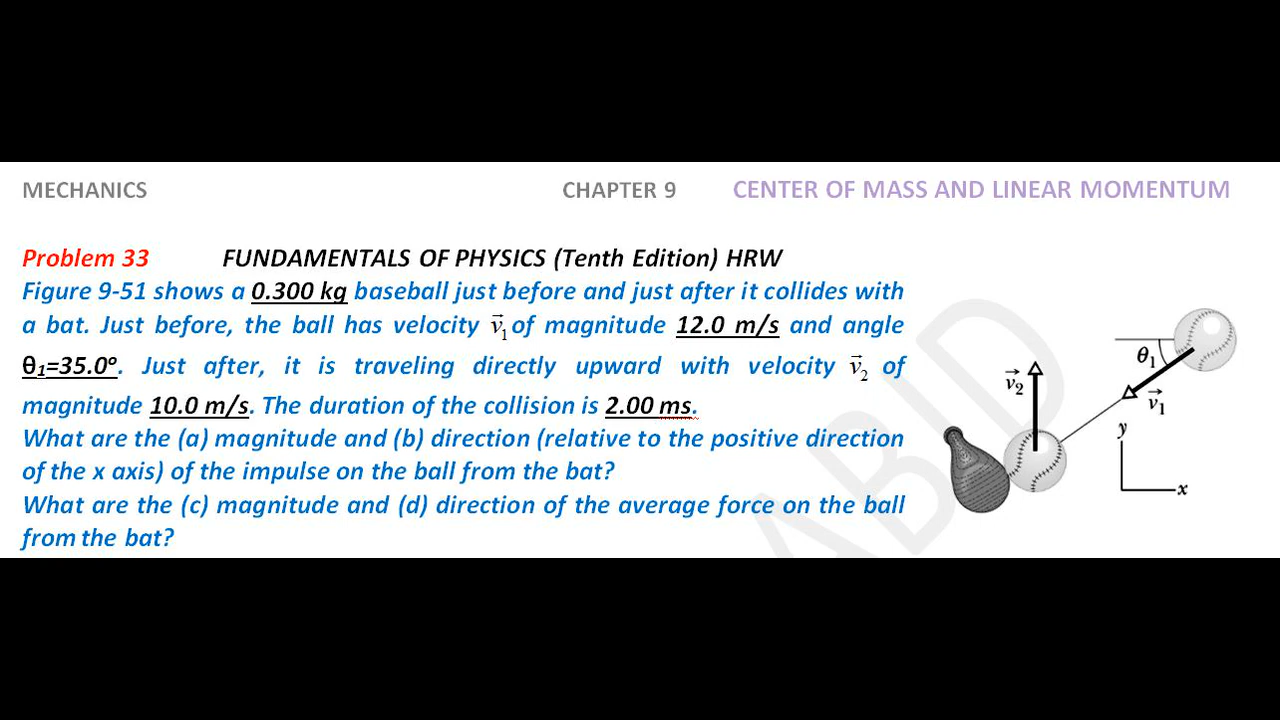 MECHANICS CHAPTER 9 CENTER OF MASS AND LINEAR MOMENTUM
Problem 33 FUNDAMENTALS OF PHYSICS (Tenth Edition) HRW
Figure 9-51 shows a 0.300 kg baseball just before and just after it collides with
a bat. Just before, the ball has velocity v⃗₁ of magnitude 12.0 m/s and angle
θ₁=35.0º. Just after, it is traveling directly upward with velocity v⃗₂ of
magnitude 10.0 m/s. The duration of the collision is 2.00 ms.
What are the (a) magnitude and (b) direction (relative to the positive direction
of the x axis) of the impulse on the ball from the bat?
What are the (c) magnitude and (d) direction of the average force on the ball
from the bat?
θ₁
v⃗₂
v⃗₁
y
x
ABID